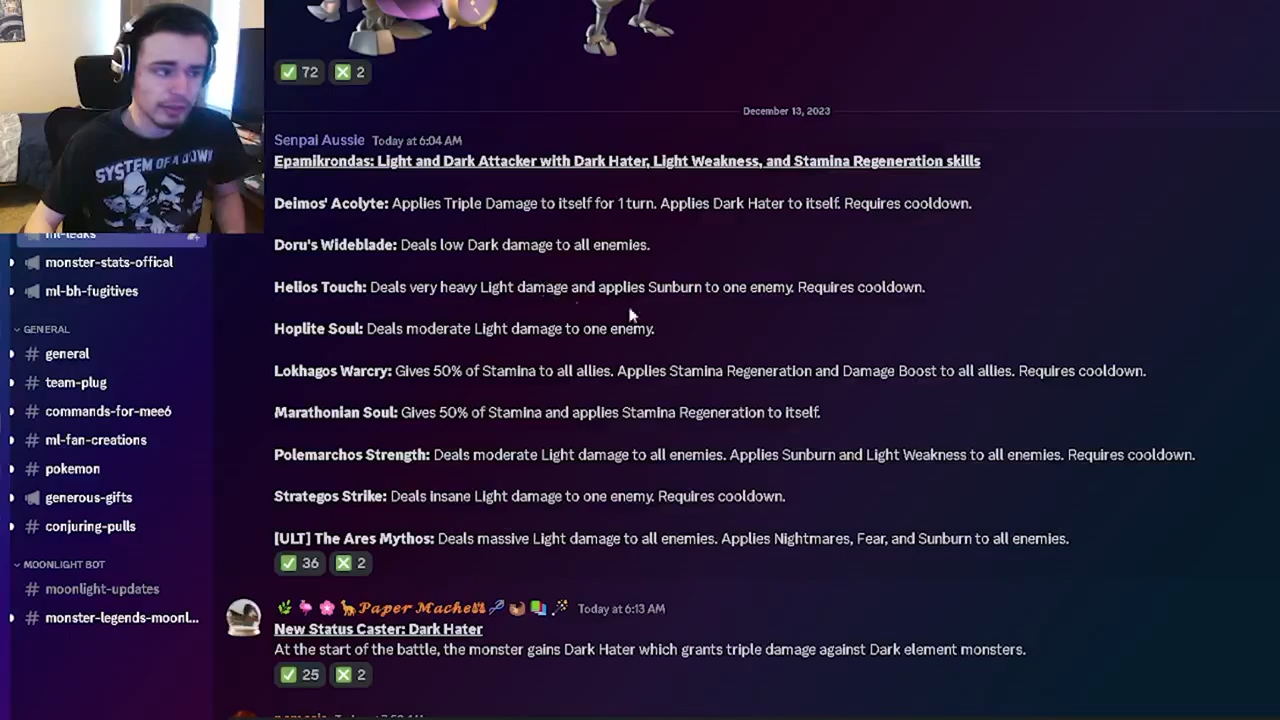 72 2
December 13, 2023
SYSTEM OF A DOWN
Senpai Aussie Today at 6:04 AM
Epamikrondas: Light and Dark Attacker with Dark Hater, Light Weakness, and Stamina Regeneration skills
Deimos' Acolyte: Applies Triple Damage to itself for 1 turn. Applies Dark Hater to itself. Requires cooldown.
ml-leaks
Doru's Wideblade: Deals low Dark damage to all enemies.
monster-stats-offical
Helios Touch: Deals very heavy Light damage and applies Sunburn to one enemy. Requires cooldown.
ml-bh-fugitives
GENERAL
Hoplite Soul: Deals moderate Light damage to one enemy.
general
Lokhagos Warcry: Gives 50% of Stamina to all allies. Applies Stamina Regeneration and Damage Boost to all allies. Requires cooldown.
team-plug
commands-for-mee6
Marathonian Soul: Gives 50% of Stamina and applies Stamina Regeneration to itself.
ml-fan-creations
Polemarchos Strength: Deals moderate Light damage to all enemies. Applies Sunburn and Light Weakness to all enemies. Requires cooldown.
pokemon
generous-gifts
Strategos Strike: Deals insane Light damage to one enemy. Requires cooldown.
conjuring-pulls
[ULT] The Ares Mythos: Deals massive Light damage to all enemies. Applies Nightmares, Fear, and Sunburn to all enemies.
36 2
MOONLIGHT BOT
moonlight-updates
monster-legends-moonl...
Paper Mache Today at 6:13 AM
New Status Caster: Dark Hater
At the start of the battle, the monster gains Dark Hater which grants triple damage against Dark element monsters.
25 2